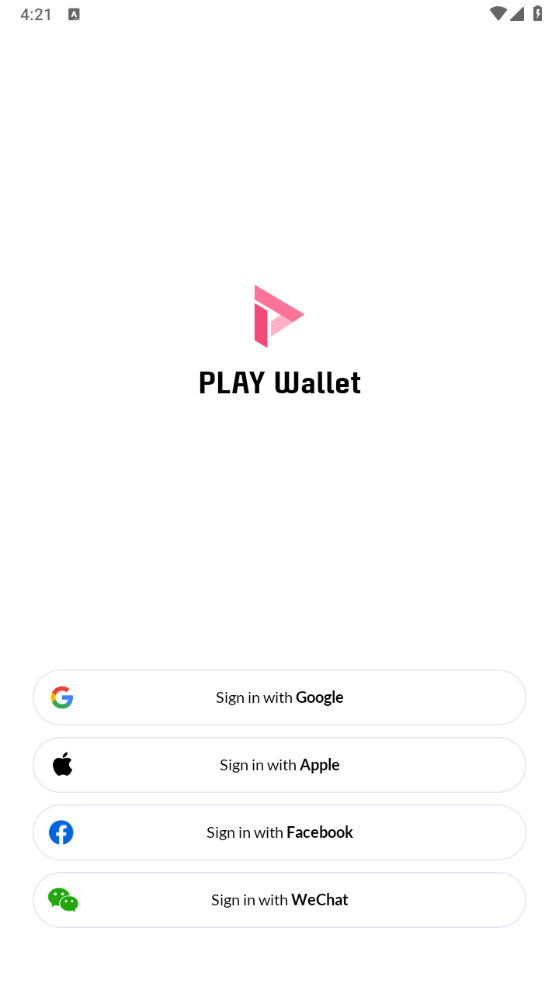 4:21
A
PLAY Wallet
Sign in with Google
Sign in with Apple
Sign in with Facebook
Sign in with WeChat